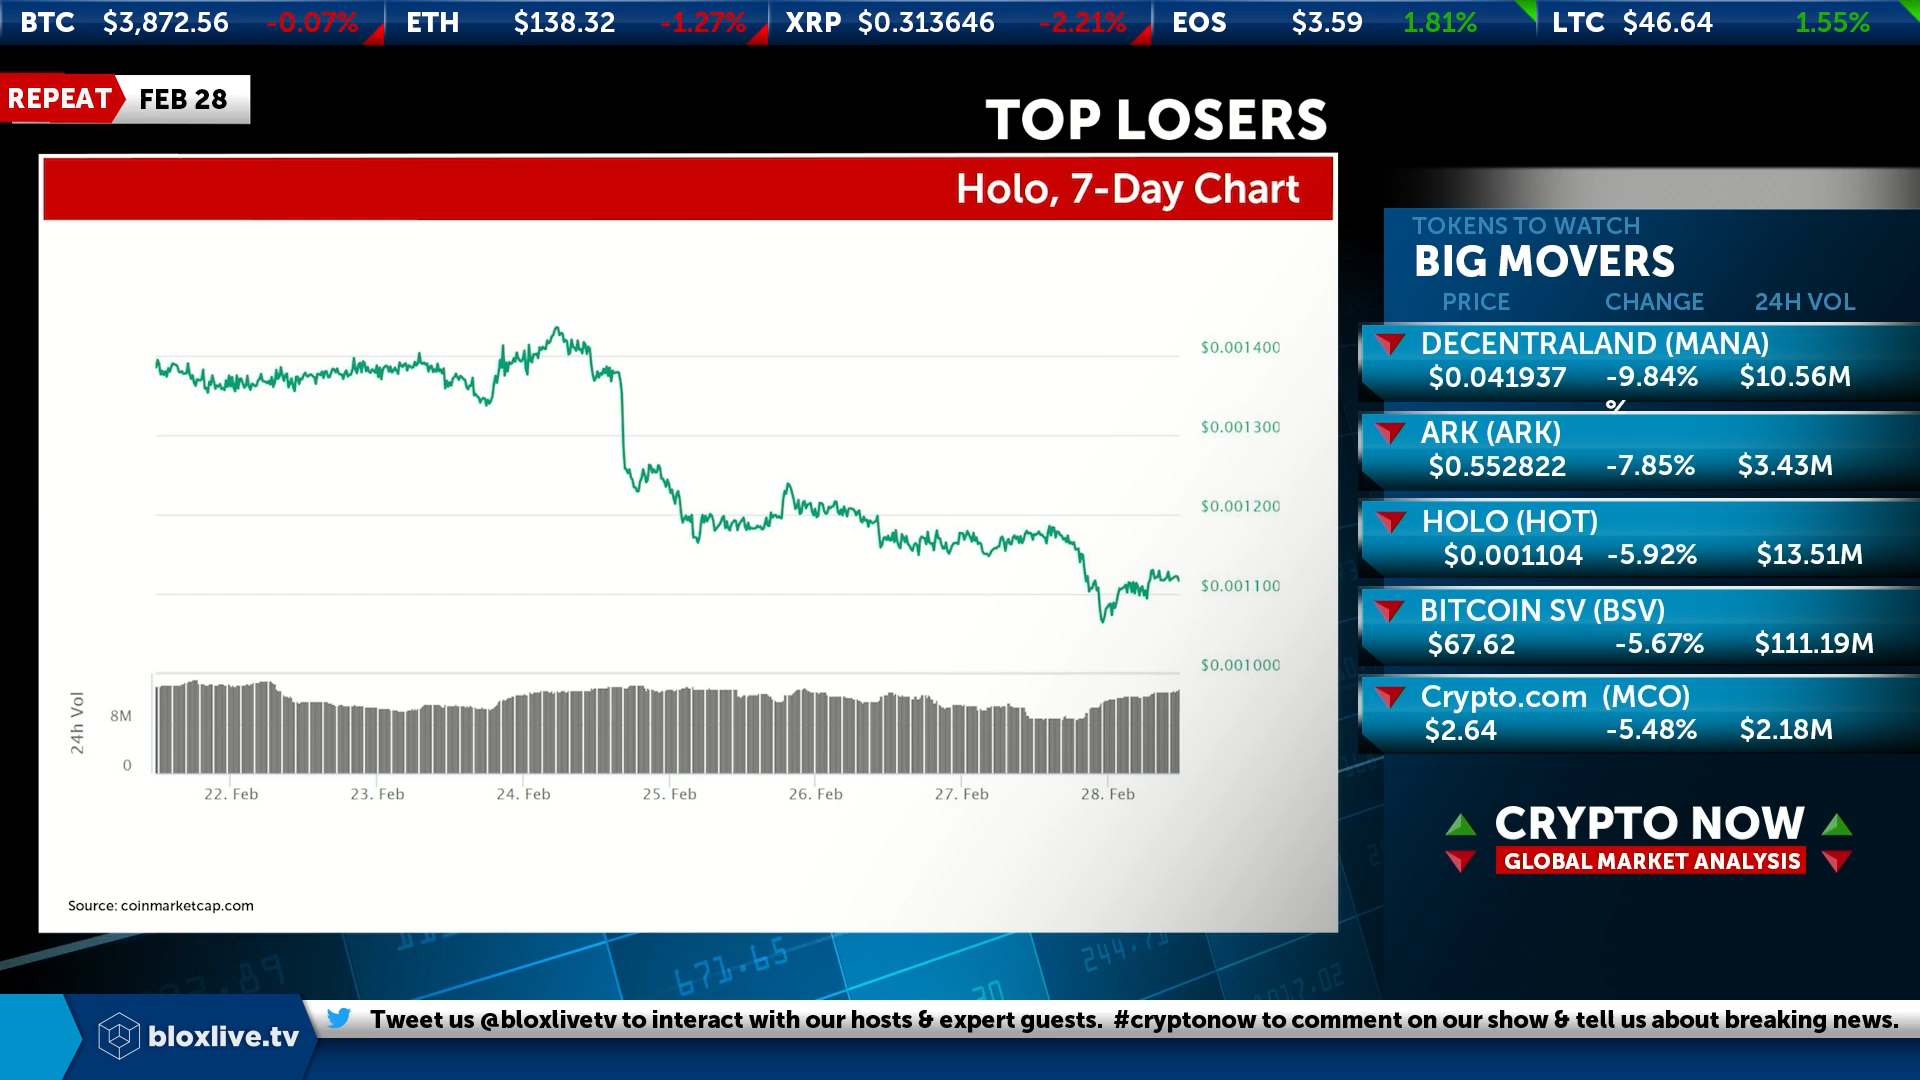 BTC $3,872.56 -0.07% ETH $138.32 -1.27% XRP $0.313646 -2.21% EOS $3.59 1.81% LTC $46.64 1.55%
REPEAT FEB 28
TOP LOSERS
Holo, 7-Day Chart
$0.001400
$0.001300
$0.001200
$0.001100
$0.001000
24h Vol
8M
0
22. Feb 23. Feb 24. Feb 25. Feb 26. Feb 27. Feb 28. Feb
Source: coinmarketcap.com
TOKENS TO WATCH
BIG MOVERS
PRICE CHANGE 24H VOL
DECENTRALAND (MANA)
$0.041937 -9.84% $10.56M
%
ARK (ARK)
$0.552822 -7.85% $3.43M
HOLO (HOT)
$0.001104 -5.92% $13.51M
BITCOIN SV (BSV)
$67.62 -5.67% $111.19M
Crypto.com (MCO)
$2.64 -5.48% $2.18M
CRYPTO NOW
GLOBAL MARKET ANALYSIS
671.65
bloxlive.tv
Tweet us @bloxlivetv to interact with our hosts & expert guests. #cryptonow to comment on our show & tell us about breaking news.